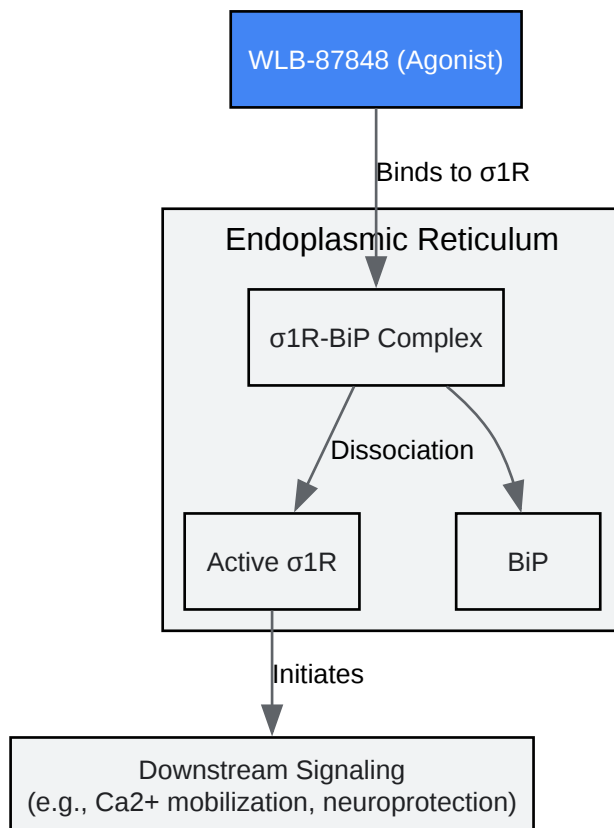 WLB-87848 (Agonist)
Binds to σ1R
Endoplasmic Reticulum
σ1R-BiP Complex
Dissociation
Active σ1R
BiP
Initiates
Downstream Signaling
(e.g., Ca2+ mobilization, neuroprotection)